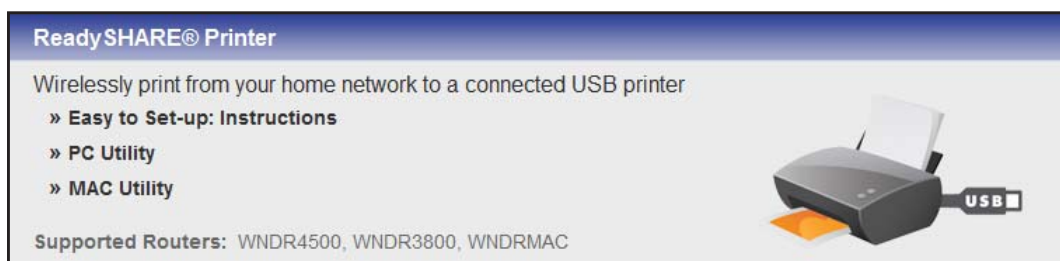 ReadySHARE® Printer
Wirelessly print from your home network to a connected USB printer
» Easy to Set-up: Instructions
» PC Utility
» MAC Utility
USB
Supported Routers: WNDR4500, WNDR3800, WNDRMAC